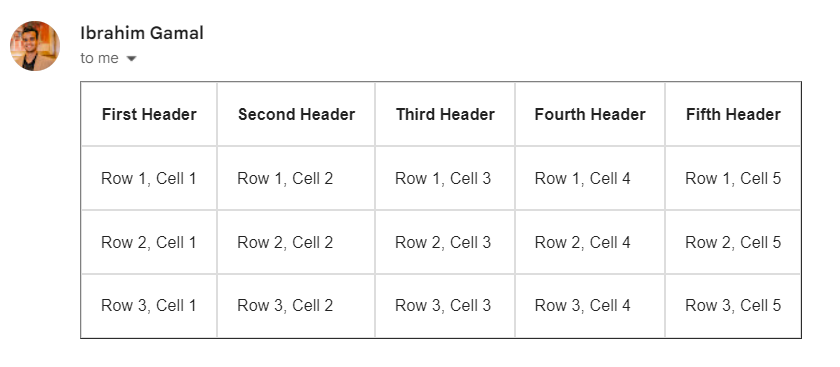 Ibrahim Gamal
to me
First Header Second Header Third Header Fourth Header Fifth Header
Row 1, Cell 1 Row 1, Cell 2 Row 1, Cell 3 Row 1, Cell 4 Row 1, Cell 5
Row 2, Cell 1 Row 2, Cell 2 Row 2, Cell 3 Row 2, Cell 4 Row 2, Cell 5
Row 3, Cell 1 Row 3, Cell 2 Row 3, Cell 3 Row 3, Cell 4 Row 3, Cell 5